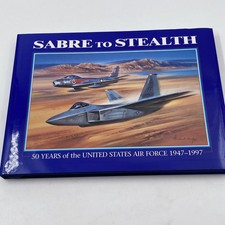 SABRE TO STEALTH
50 YEARS of the UNITED STATES AIR FORCE 1947-1997